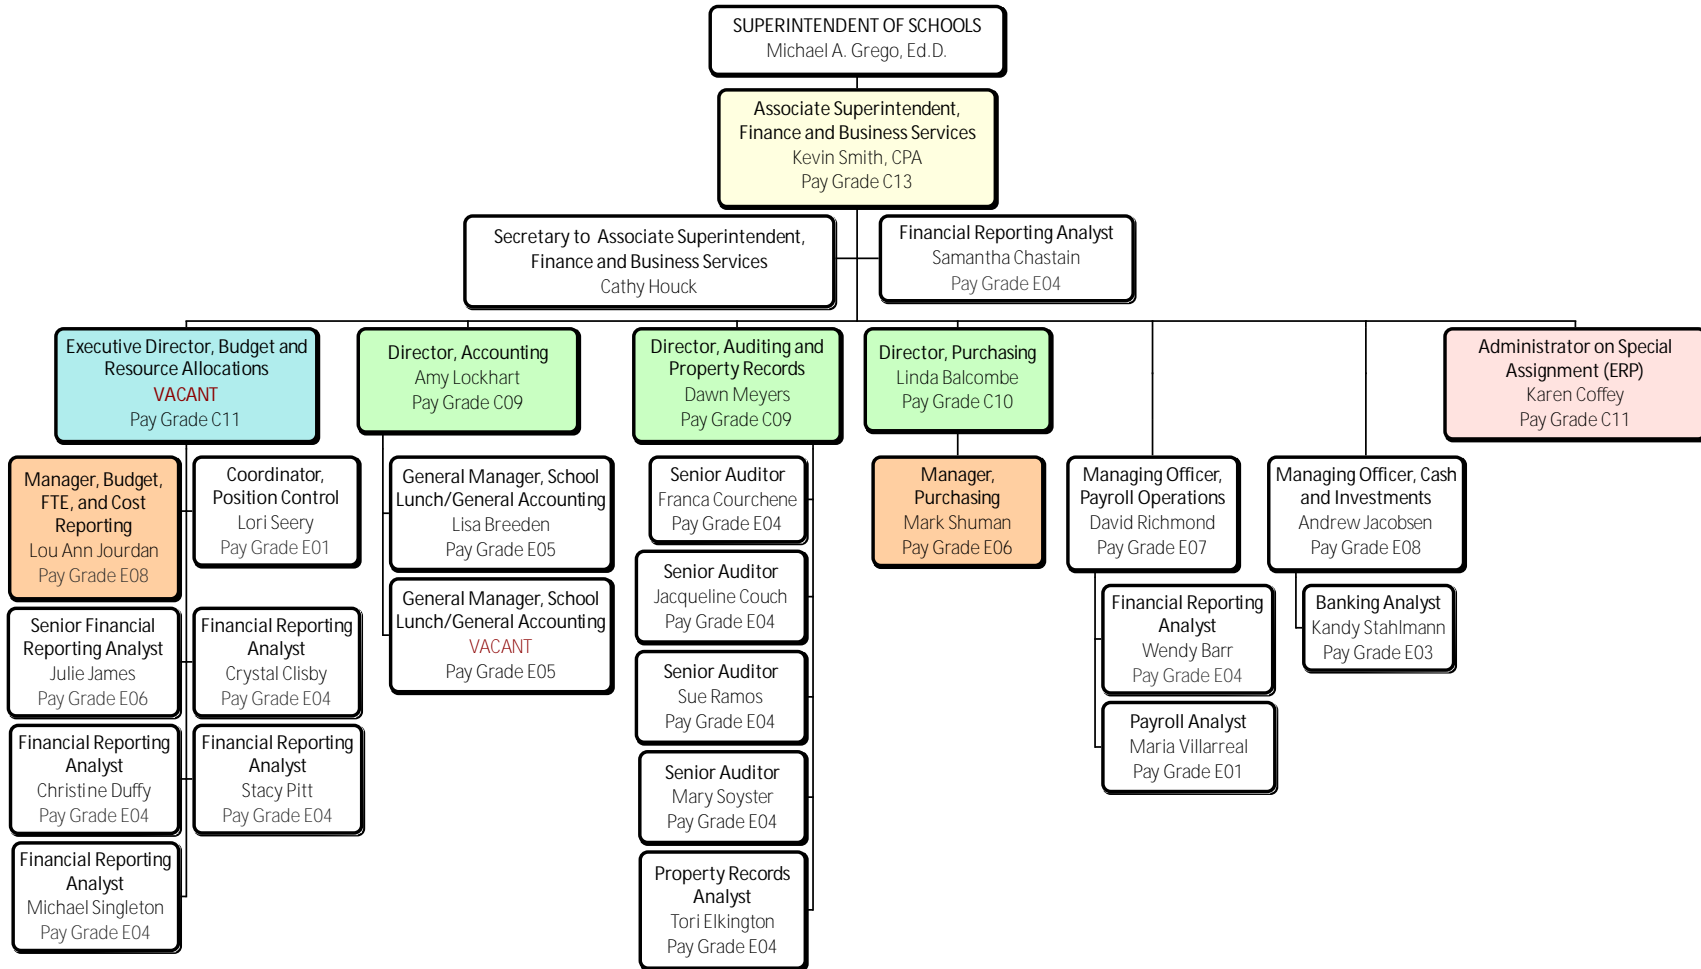 SUPERINTENDENT OF SCHOOLS
Michael A. Grego, Ed.D.
Associate Superintendent,
Finance and Business Services
Kevin Smith, CPA
Pay Grade C13
Secretary to Associate Superintendent,
Finance and Business Services
Cathy Houck
Financial Reporting Analyst
Samantha Chastain
Pay Grade E04
Executive Director, Budget and
Resource Allocations
VACANT
Pay Grade C11
Director, Accounting
Amy Lockhart
Pay Grade C09
Director, Auditing and
Property Records
Dawn Meyers
Pay Grade C09
Director, Purchasing
Linda Balcombe
Pay Grade C10
Administrator on Special
Assignment (ERP)
Karen Coffey
Pay Grade C11
Manager, Budget,
FTE, and Cost
Reporting
Lou Ann Jourdan
Pay Grade E08
Coordinator,
Position Control
Lori Seery
Pay Grade E01
General Manager, School
Lunch/General Accounting
Lisa Breeden
Pay Grade E05
Senior Auditor
Franca Courchene
Pay Grade E04
Manager,
Purchasing
Mark Shuman
Pay Grade E06
Managing Officer,
Payroll Operations
David Richmond
Pay Grade E07
Managing Officer, Cash
and Investments
Andrew Jacobsen
Pay Grade E08
Senior Financial
Reporting Analyst
Julie James
Pay Grade E06
Financial Reporting
Analyst
Crystal Clisby
Pay Grade E04
General Manager, School
Lunch/General Accounting
VACANT
Pay Grade E05
Senior Auditor
Jacqueline Couch
Pay Grade E04
Financial Reporting
Analyst
Wendy Barr
Pay Grade E04
Banking Analyst
Kandy Stahlmann
Pay Grade E03
Senior Auditor
Sue Ramos
Pay Grade E04
Payroll Analyst
Maria Villarreal
Pay Grade E01
Financial Reporting
Analyst
Christine Duffy
Pay Grade E04
Financial Reporting
Analyst
Stacy Pitt
Pay Grade E04
Senior Auditor
Mary Soyster
Pay Grade E04
Financial Reporting
Analyst
Michael Singleton
Pay Grade E04
Property Records
Analyst
Tori Elkington
Pay Grade E04